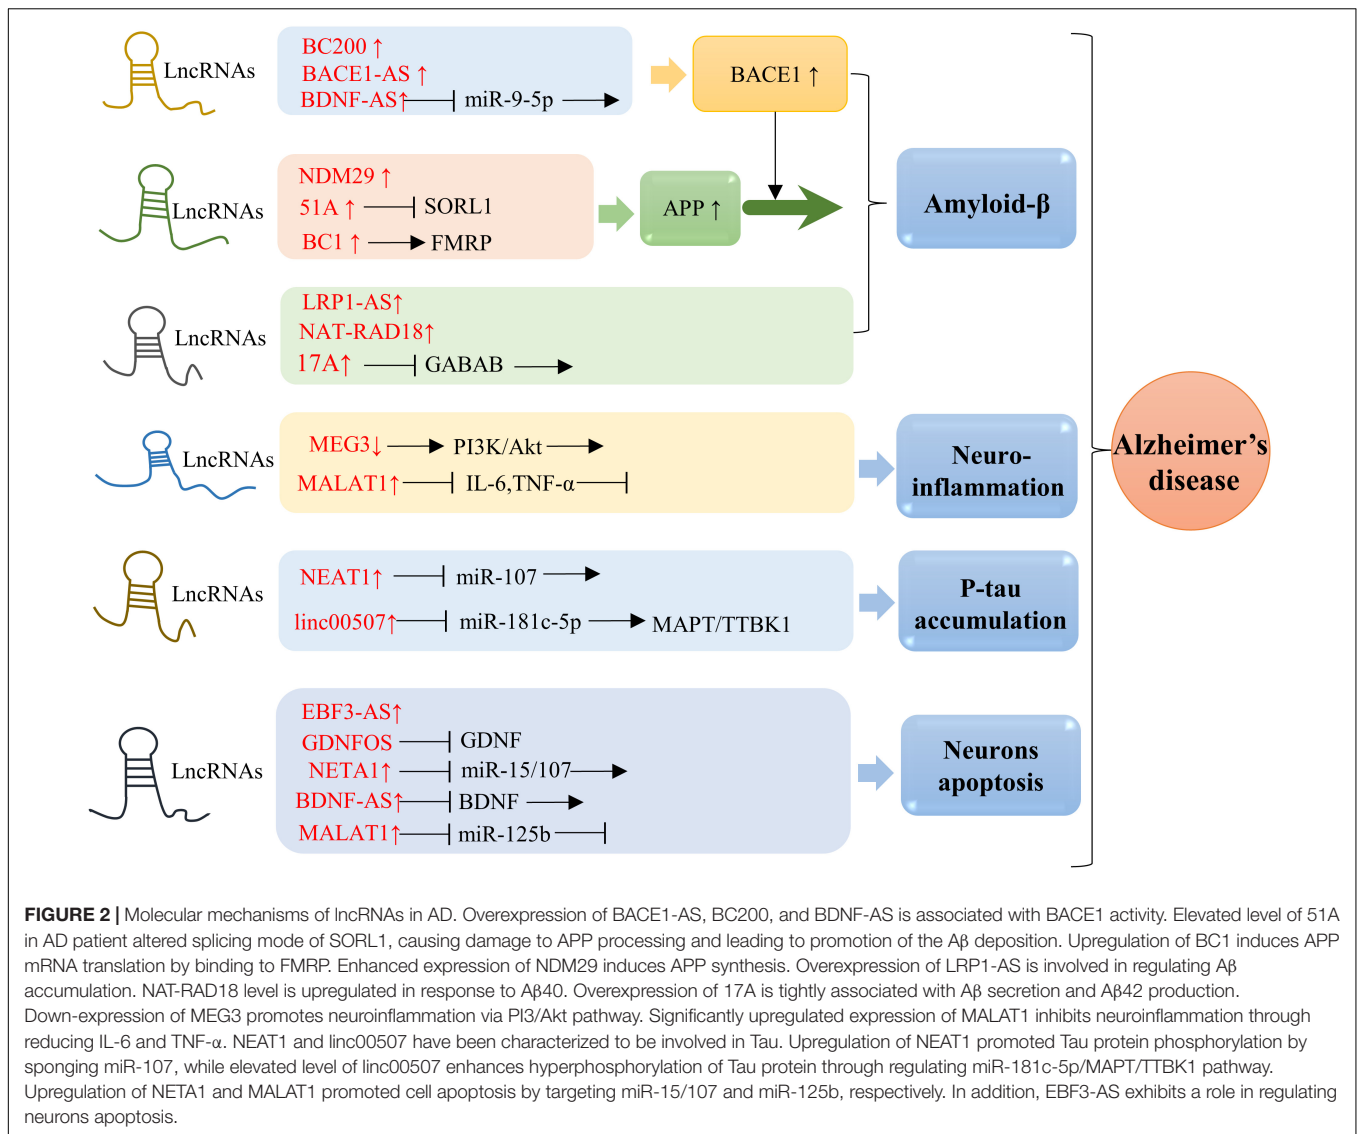 LncRNAs
BC200 ↑
BACE1-AS ↑
BDNF-AS↑ miR-9-5p
BACE1 ↑
LncRNAs
NDM29 ↑
51A ↑ SORL1
BC1 ↑ FMRP
APP ↑
Amyloid-β
LncRNAs
LRP1-AS↑
NAT-RAD18↑
17A↑ GABAB
LncRNAs
MEG3↓ PI3K/Akt
MALAT1↑ IL-6,TNF-α
Neuro-
inflammation
Alzheimer’s
disease
LncRNAs
NEAT1↑ miR-107
linc00507↑ miR-181c-5p MAPT/TTBK1
P-tau
accumulation
LncRNAs
EBF3-AS↑
GDNFOS GDNF
NETA1↑ miR-15/107
BDNF-AS↑ BDNF
MALAT1↑ miR-125b
Neurons
apoptosis
FIGURE 2 | Molecular mechanisms of lncRNAs in AD. Overexpression of BACE1-AS, BC200, and BDNF-AS is associated with BACE1 activity. Elevated level of 51A
in AD patient altered splicing mode of SORL1, causing damage to APP processing and leading to promotion of the Aβ deposition. Upregulation of BC1 induces APP
mRNA translation by binding to FMRP. Enhanced expression of NDM29 induces APP synthesis. Overexpression of LRP1-AS is involved in regulating Aβ
accumulation. NAT-RAD18 level is upregulated in response to Aβ40. Overexpression of 17A is tightly associated with Aβ secretion and Aβ42 production.
Down-expression of MEG3 promotes neuroinflammation via PI3/Akt pathway. Significantly upregulated expression of MALAT1 inhibits neuroinflammation through
reducing IL-6 and TNF-α. NEAT1 and linc00507 have been characterized to be involved in Tau. Upregulation of NEAT1 promoted Tau protein phosphorylation by
sponging miR-107, while elevated level of linc00507 enhances hyperphosphorylation of Tau protein through regulating miR-181c-5p/MAPT/TTBK1 pathway.
Upregulation of NETA1 and MALAT1 promoted cell apoptosis by targeting miR-15/107 and miR-125b, respectively. In addition, EBF3-AS exhibits a role in regulating
neurons apoptosis.